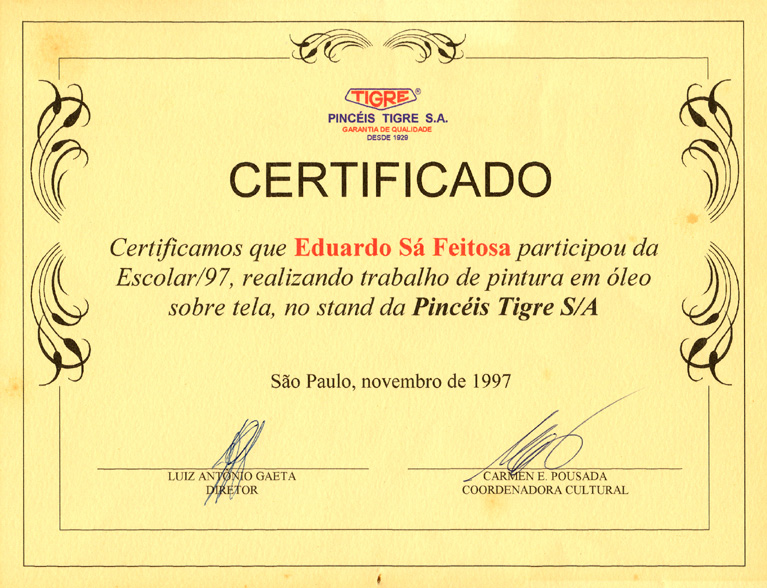 TIGRE®
PINCÉIS TIGRE S.A.
GARANTIA DE QUALIDADE
DESDE 1929
CERTIFICADO
Certificamos que Eduardo Sá Feitosa participou da
Escolar/97, realizando trabalho de pintura em óleo
sobre tela, no stand da Pincéis Tigre S/A
São Paulo, novembro de 1997
LUIZ ANTONIO GAETA
DIRETOR
CARMEN E. POUSADA
COORDENADORA CULTURAL